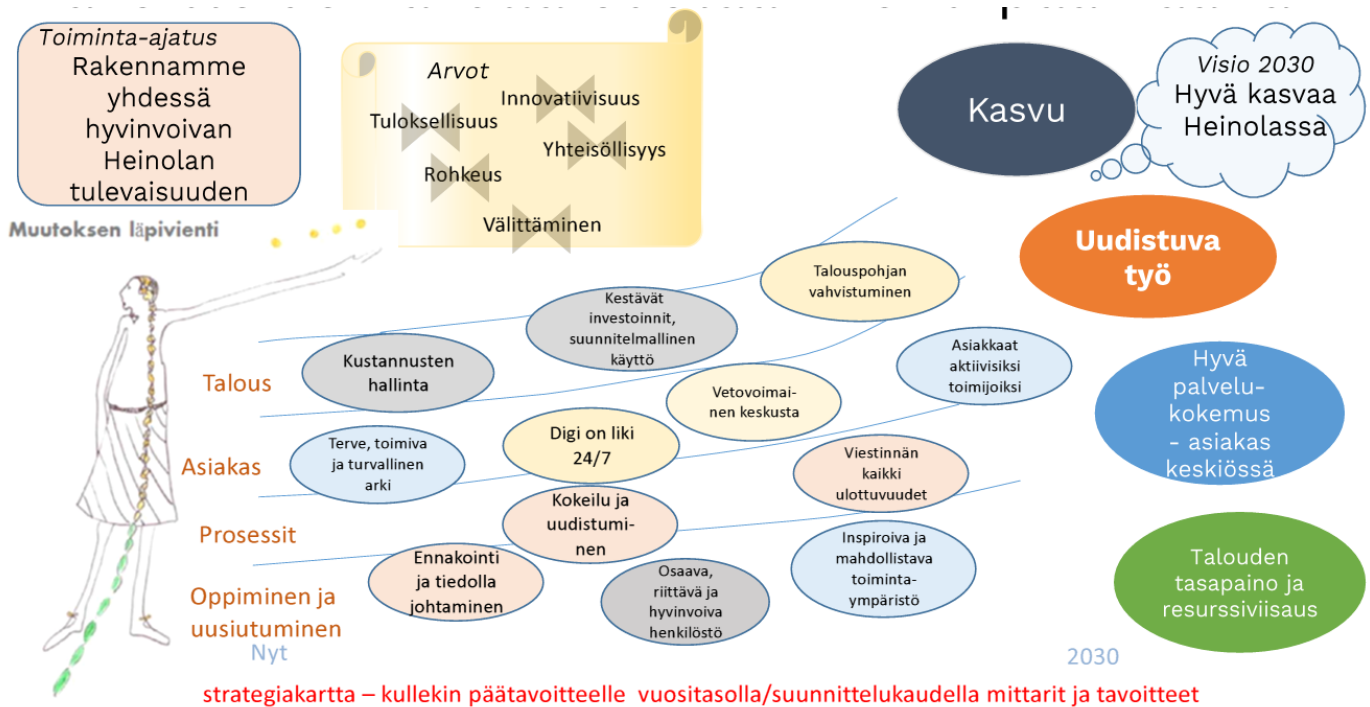 Toiminta-ajatus
Rakennamme
yhdessä
hyvinvoivan
Heinolan
tulevaisuuden
Arvot
Innovatiivisuus
Tuloksellisuus
Yhteisöllisyys
Rohkeus
Välittäminen
Kasvu
Visio 2030
Hyvä kasvaa
Heinolassa
Muutoksen läpivienti
Uudistuva
työ
Talouspohjan
vahvistuminen
Kestävät
investoinnit,
suunnitelmallinen
käyttö
Kustannusten
hallinta
Talous
Asiakkaat
aktiivisiksi
toimijoiksi
Vetovoimai-
nen keskusta
Hyvä
palvelu-
kokemus
- asiakas
keskiössä
Digi on liki
24/7
Terve, toimiva
ja turvallinen
arki
Asiakas
Viestinnän
kaikki
ulottuvuudet
Kokeilu ja
uudistumi-
nen
Prosessit
Ennakointi
ja tiedolla
johtaminen
Inspiroiva ja
mahdollistava
toiminta-
ympäristö
Osaava,
riittävä ja
hyvinvoiva
henkilöstö
Talouden
tasapaino ja
resurssiviisaus
Oppiminen ja
uusiutuminen
Nyt
2030
strategiakartta – kullekin päätavoitteelle vuositasolla/suunnittelukaudella mittarit ja tavoitteet